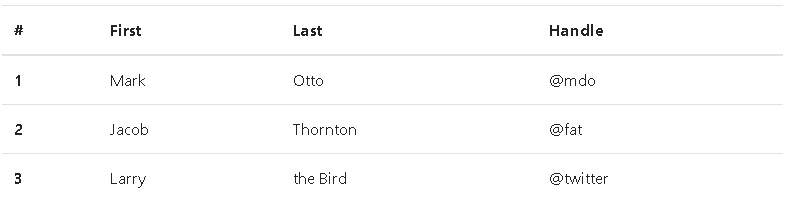 # First Last Handle
1 Mark Otto @mdo
2 Jacob Thornton @fat
3 Larry the Bird @twitter